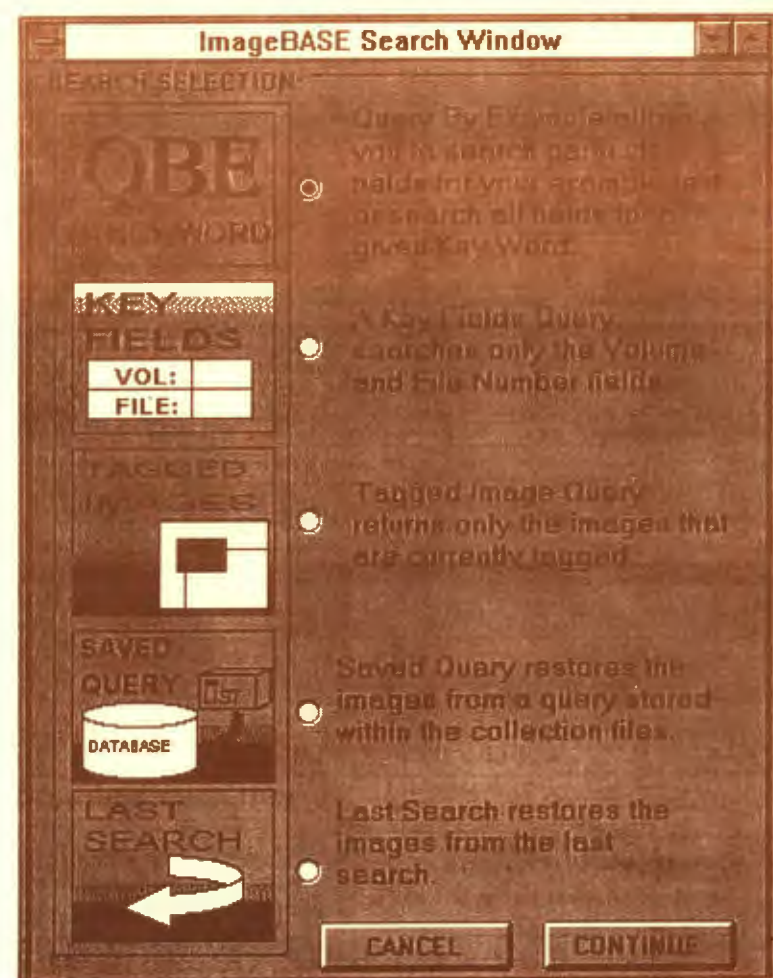 ImageBASE Search Window
SEARCH SELECTION
QBE
WORD
Query By Example allows
you to search
fields for your example
or search all fields for
given Key Word.
KEY
FIELDS
VOL:
FILE:
A Key Fields Query
searches only the Volume
and File Number fields
TAGGED
IMAGES
Tagged Image Query
returns only the images that
are currently tagged
SAVED
QUERY
LIST
DATABASE
Saved Query restores the
images from a query stored
within the collection files.
LAST
SEARCH
Last Search restores the
images from the last
search.
CANCEL
CONTINUE